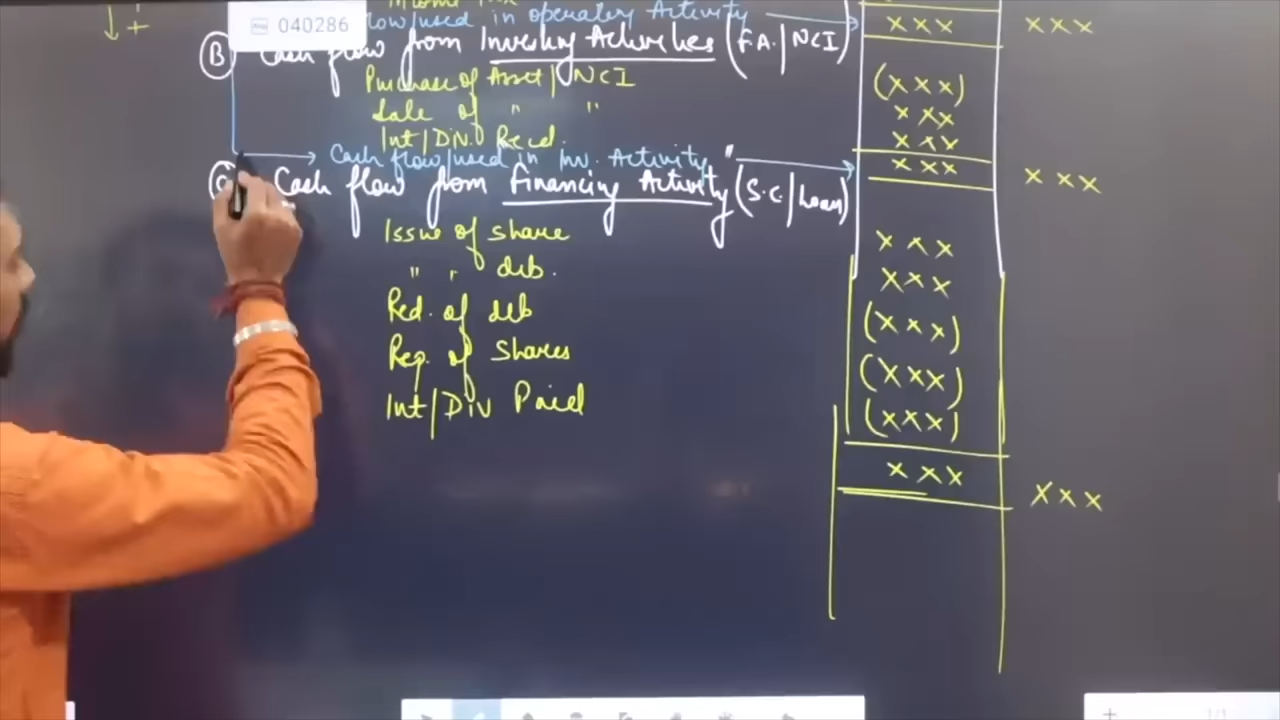 Income Tax
040286
flow/used in operating Activity xxx xxx
(B) Cash flow from Investing Activities (F.A. | NCI)
Purchase of Asset/NCI (xxx)
Sale of " " xxx
Int/Div. Recd. xxx
Cash flow/used in Inv. Activity xxx xxx
(C) Cash flow from Financing Activity (S.C./Loan)
Issue of share xxx
" " deb. xxx
Red. of deb (xxx)
Rep. of Shares (xxx)
Int/Div Paid (xxx)
xxx xxx